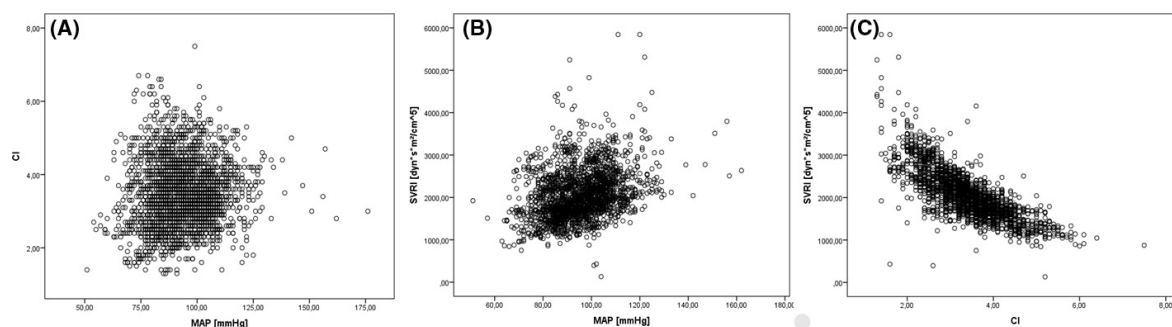 (A)
8,00
6,00
4,00
2,00
CI
50,00 75,00 100,00 125,00 150,00 175,00
MAP [mmHg]
(B)
6000,00
5000,00
4000,00
3000,00
2000,00
1000,00
,00
SVRI [dyn*s*m²/cm^5]
60,00 80,00 100,00 120,00 140,00 160,00 180,00
MAP [mmHg]
(C)
6000,00
5000,00
4000,00
3000,00
2000,00
1000,00
,00
SVRI [dyn*s*m²/cm^5]
2,00 4,00 6,00 8,00
CI